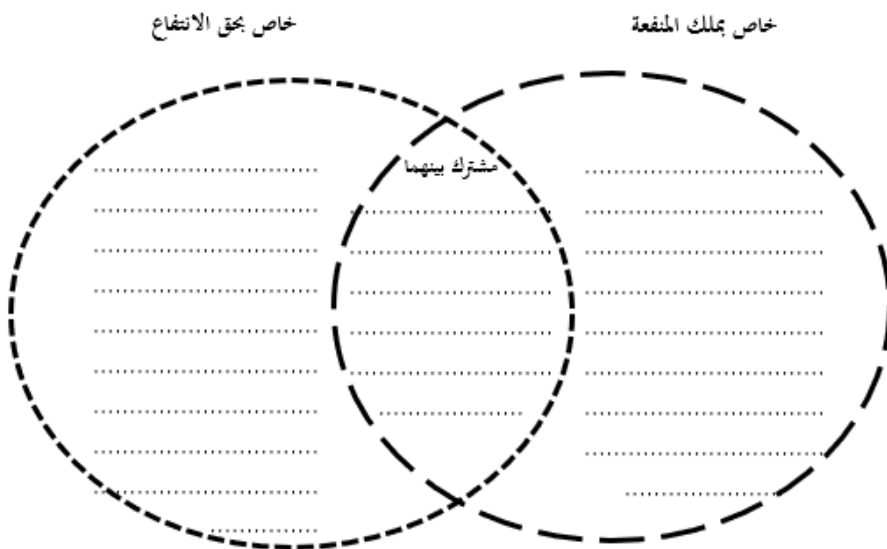 خاص بملك المنفعة
خاص بحق الانتفاع
مشترك بينهما